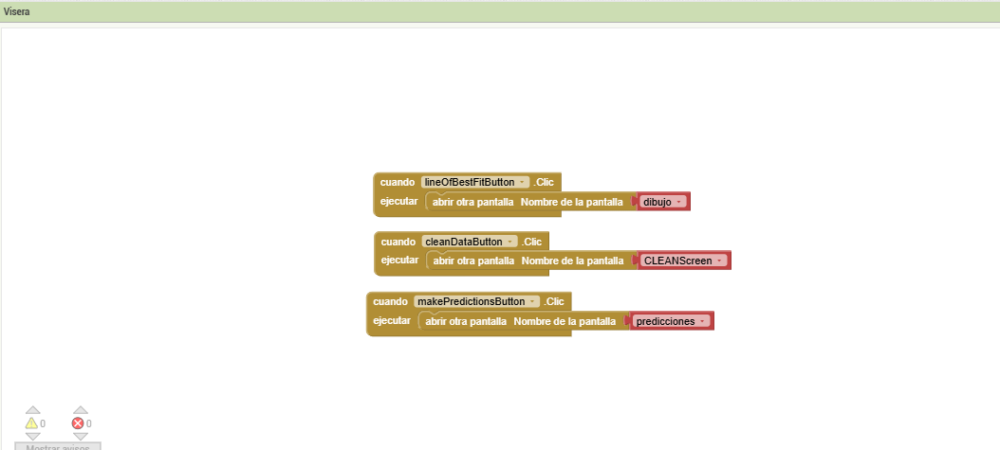 Visera
cuando lineOfBestFitButton .Clic
ejecutar abrir otra pantalla Nombre de la pantalla dibujo
cuando cleanDataButton .Clic
ejecutar abrir otra pantalla Nombre de la pantalla CLEANScreen
cuando makePredictionsButton .Clic
ejecutar abrir otra pantalla Nombre de la pantalla predicciones
0 0
Mostrar avisos